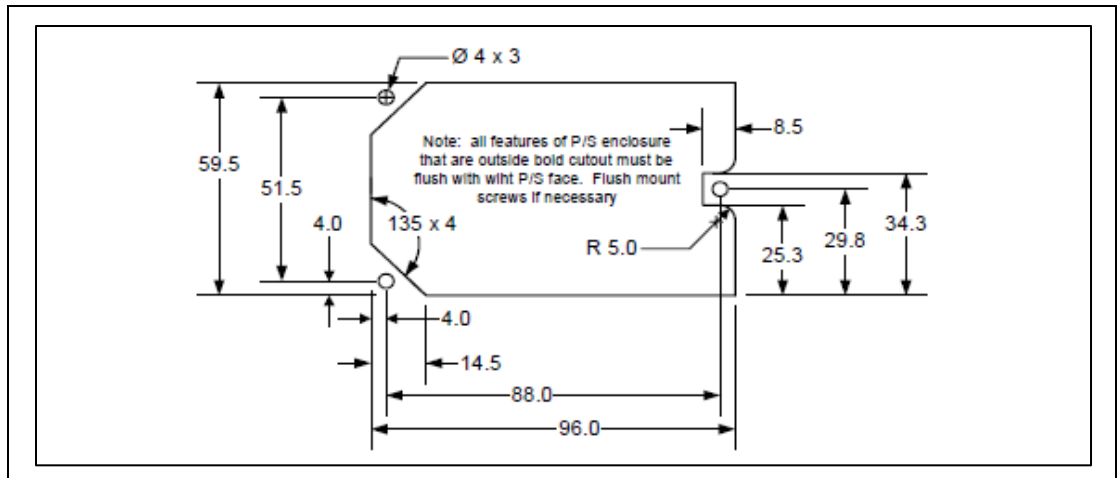 Ø 4 x 3
8.5
Note: all features of P/S enclosure
that are outside bold cutout must be
flush with wiht P/S face. Flush mount
screws if necessary
59.5
51.5
4.0
135 x 4
R 5.0
25.3
29.8
34.3
4.0
14.5
88.0
96.0